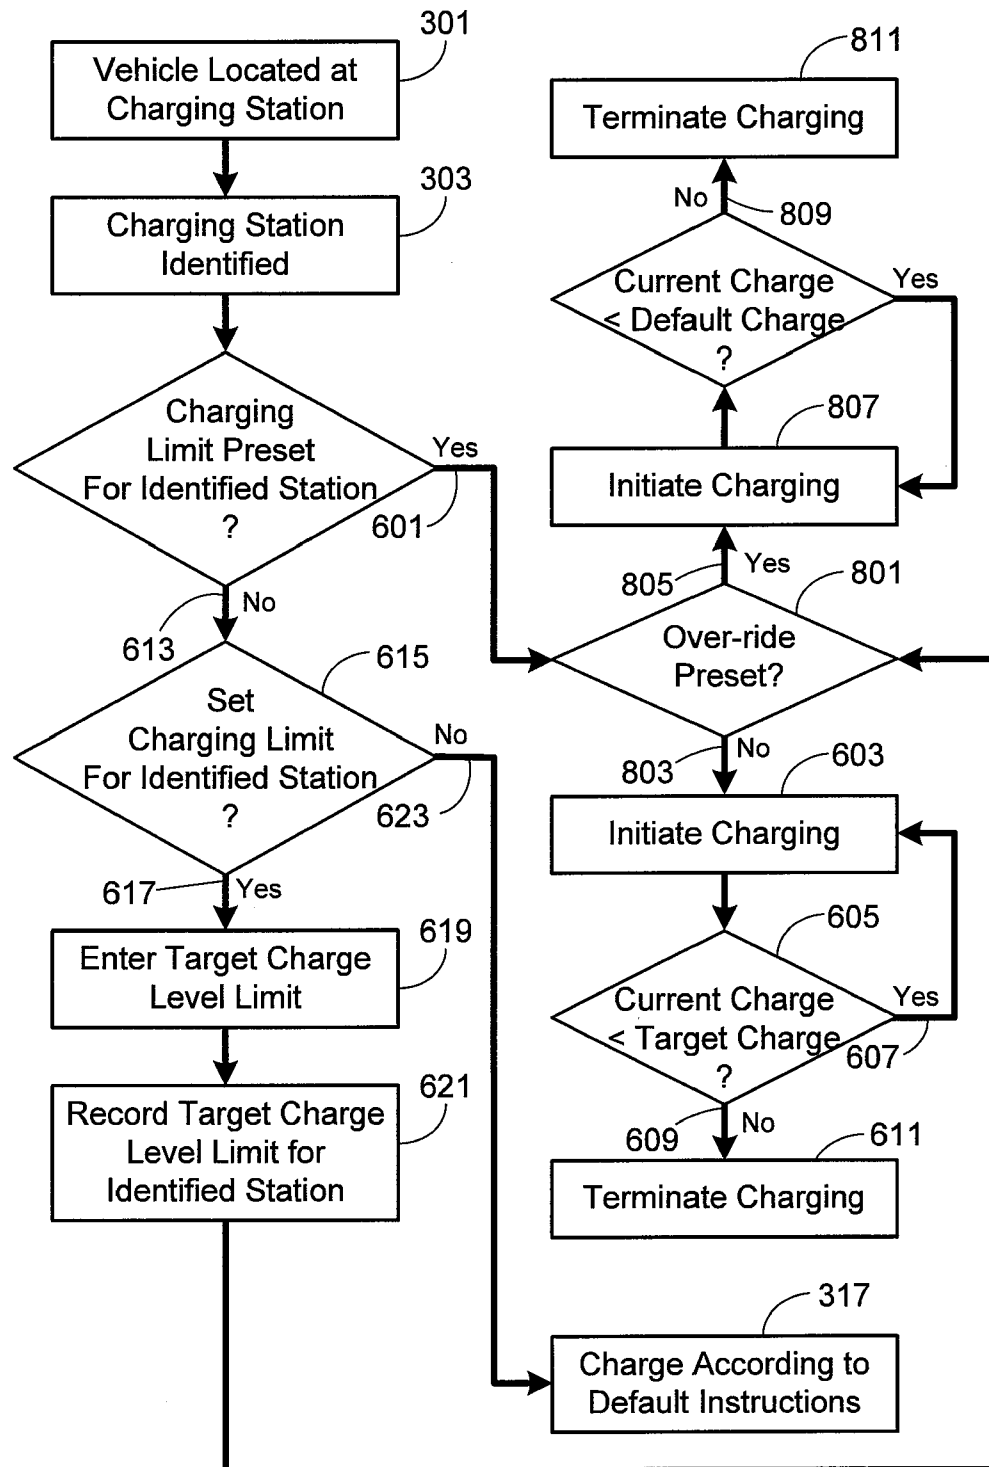 301
Vehicle Located at
Charging Station
303
Charging Station
Identified
Charging
Limit Preset
For Identified Station
?
Yes
601
613
No
615
Set
Charging Limit
For Identified Station
?
No
623
617
Yes
619
Enter Target Charge
Level Limit
621
Record Target Charge
Level Limit for
Identified Station
811
Terminate Charging
No
809
Current Charge
< Default Charge
?
Yes
807
Initiate Charging
805
Yes
801
Over-ride
Preset?
803
No
603
Initiate Charging
605
Current Charge
< Target Charge
?
Yes
607
609
No
611
Terminate Charging
317
Charge According to
Default Instructions